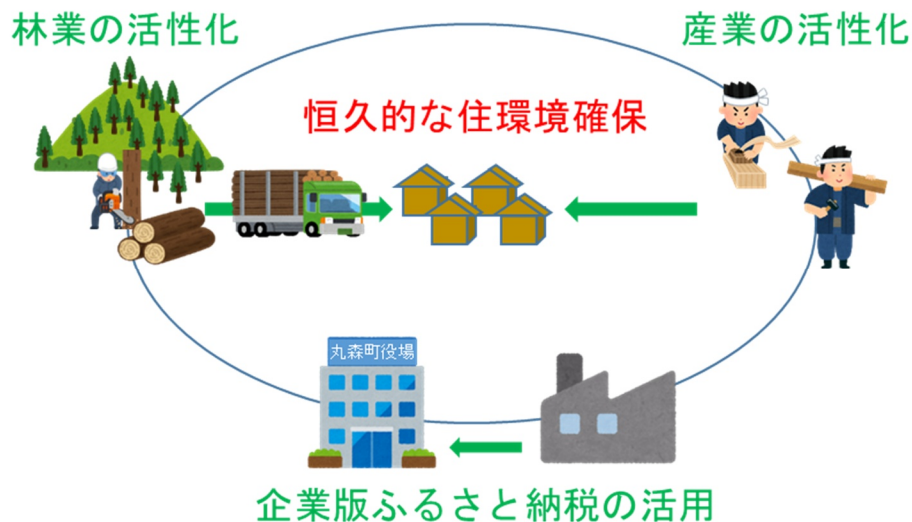 林業の活性化
産業の活性化
恒久的な住環境確保
丸森町役場
企業版ふるさと納税の活用